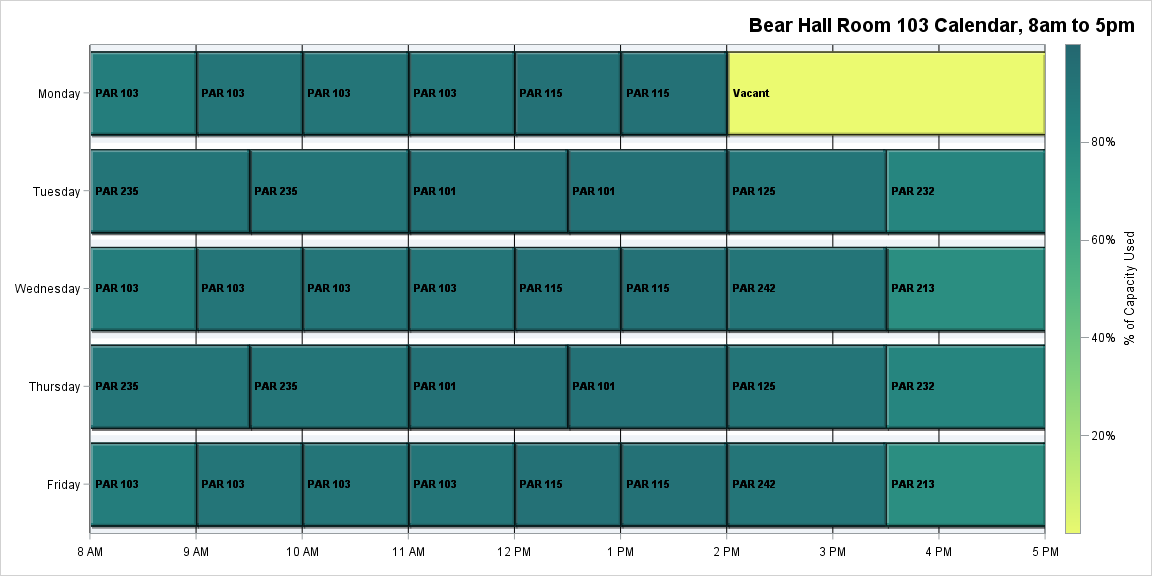 Bear Hall Room 103 Calendar, 8am to 5pm
Monday
PAR 103
PAR 103
PAR 103
PAR 103
PAR 115
PAR 115
Vacant
Tuesday
PAR 235
PAR 235
PAR 101
PAR 101
PAR 125
PAR 232
Wednesday
PAR 103
PAR 103
PAR 103
PAR 103
PAR 115
PAR 115
PAR 242
PAR 213
Thursday
PAR 235
PAR 235
PAR 101
PAR 101
PAR 125
PAR 232
Friday
PAR 103
PAR 103
PAR 103
PAR 103
PAR 115
PAR 115
PAR 242
PAR 213
8 AM
9 AM
10 AM
11 AM
12 PM
1 PM
2 PM
3 PM
4 PM
5 PM
80%
60%
40%
20%
% of Capacity Used